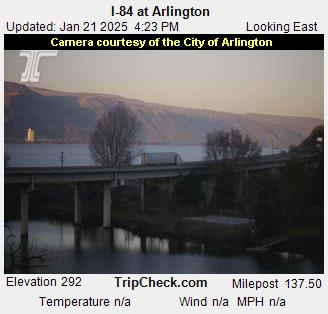 I-84 at Arlington
Updated: Jan 21 2025 4:23 PM Looking East
Camera courtesy of the City of Arlington
Elevation 292 TripCheck.com Milepost 137.50
Temperature n/a Wind n/a MPH n/a